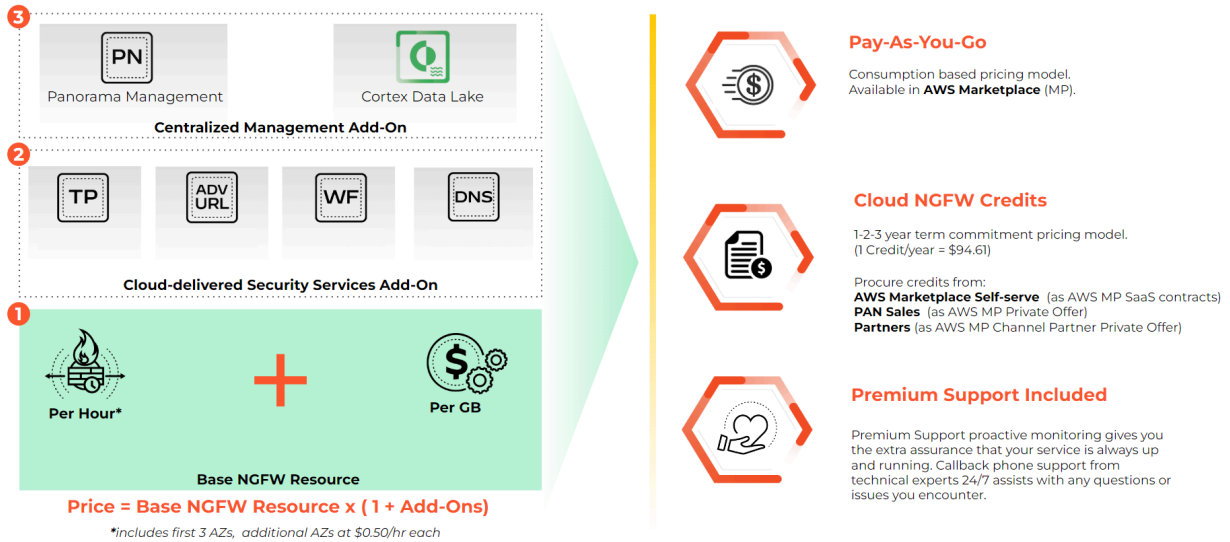 3
PN
Panorama Management
Cortex Data Lake
Centralized Management Add-On
2
TP
ADV
URL
WF
DNS
Cloud-delivered Security Services Add-On
1
Per Hour*
$
Per GB
Base NGFW Resource
Price = Base NGFW Resource x ( 1 + Add-Ons)
*includes first 3 AZs, additional AZs at $0.50/hr each
$
Pay-As-You-Go
Consumption based pricing model.
Available in AWS Marketplace (MP).
$
Cloud NGFW Credits
1-2-3 year term commitment pricing model.
(1 Credit/year = $94.61)
Procure credits from:
AWS Marketplace Self-serve (as AWS MP SaaS contracts)
PAN Sales (as AWS MP Private Offer)
Partners (as AWS MP Channel Partner Private Offer)
Premium Support Included
Premium Support proactive monitoring gives you
the extra assurance that your service is always up
and running. Callback phone support from
technical experts 24/7 assists with any questions or
issues you encounter.